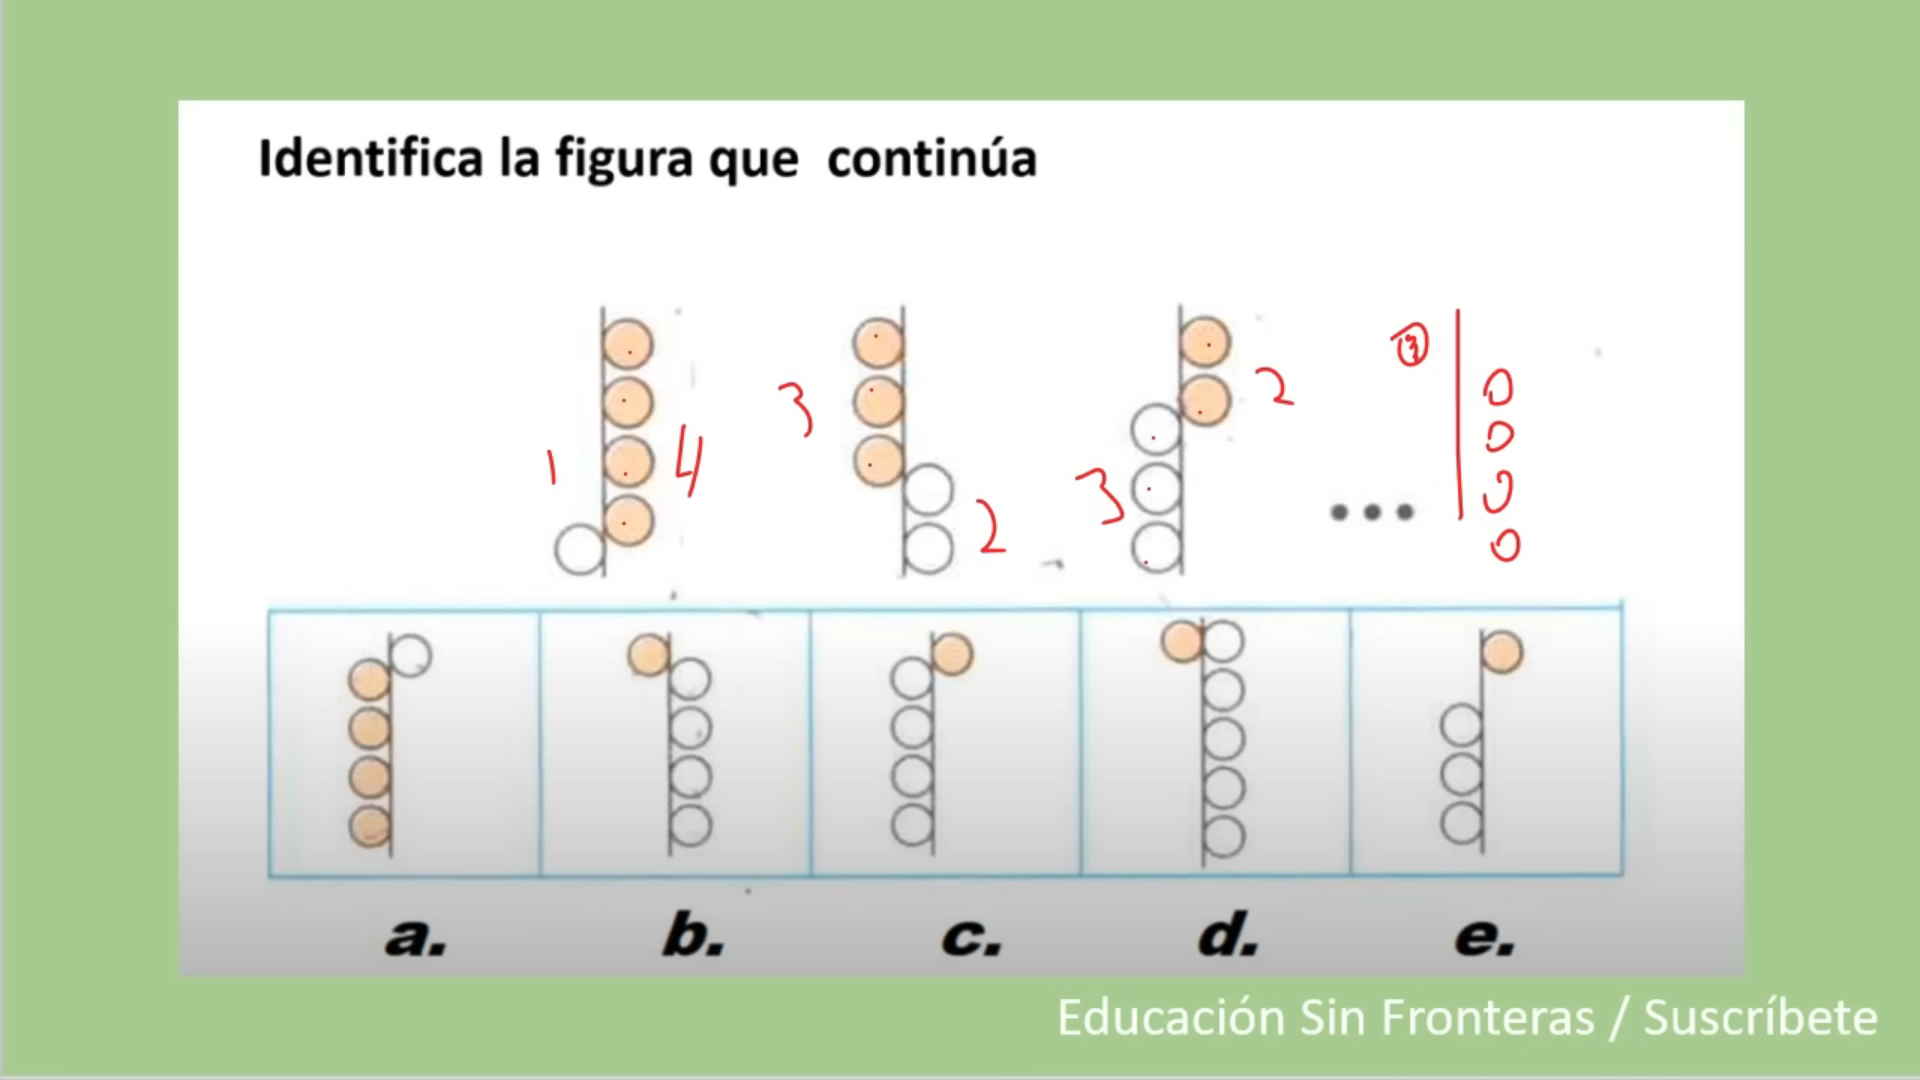 Identifica la figura que continúa
1 4 3 2 3 2
a. b. c. d. e.
Educación Sin Fronteras / Suscríbete